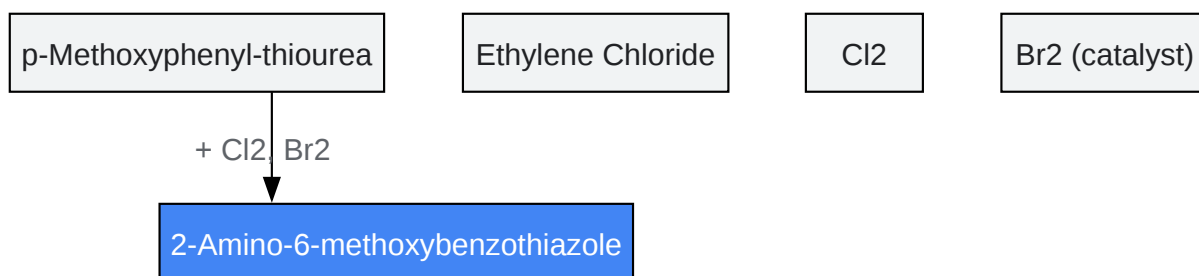 p-Methoxyphenyl-thiourea
Ethylene Chloride
Cl2
Br2 (catalyst)
+ Cl2, Br2
2-Amino-6-methoxybenzothiazole